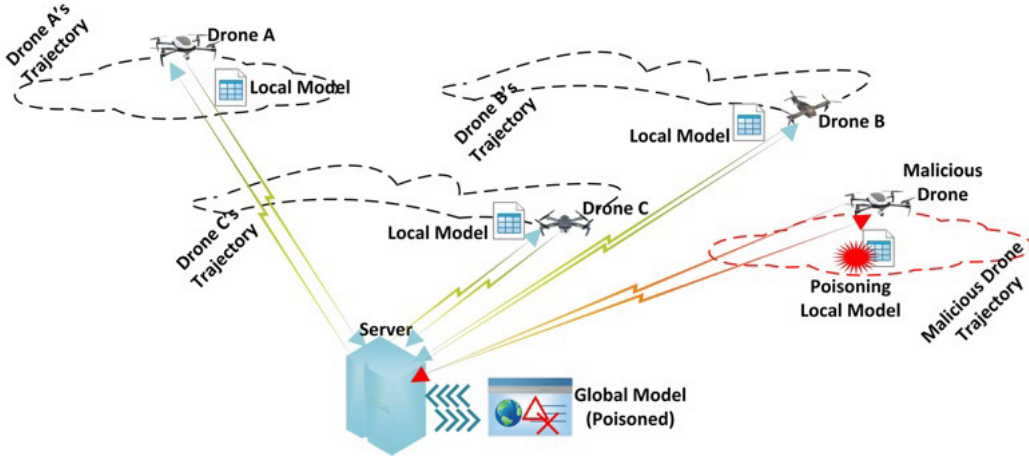 Drone A's
Trajectory
Drone A
Local Model
Drone B's
Trajectory
Local Model
Drone B
Malicious
Drone
Drone C's
Trajectory
Local Model
Drone C
Poisoning
Local Model
Malicious Drone
Trajectory
Server
Global Model
(Poisoned)